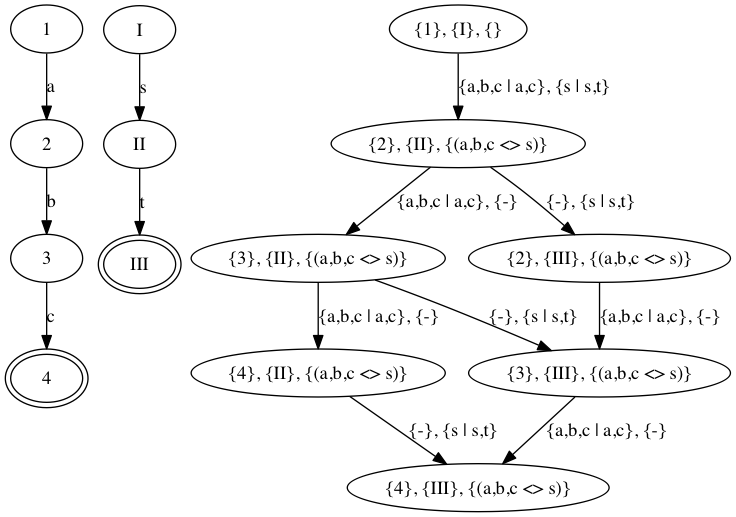 1
a
2
b
3
c
4
I
s
II
t
III
{1}, {I}, {}
{a,b,c | a,c}, {s | s,t}
{2}, {II}, {(a,b,c <> s)}
{a,b,c | a,c}, {-}
{-}, {s | s,t}
{3}, {II}, {(a,b,c <> s)}
{2}, {III}, {(a,b,c <> s)}
{a,b,c | a,c}, {-}
{-}, {s | s,t}
{a,b,c | a,c}, {-}
{4}, {II}, {(a,b,c <> s)}
{3}, {III}, {(a,b,c <> s)}
{-}, {s | s,t}
{a,b,c | a,c}, {-}
{4}, {III}, {(a,b,c <> s)}